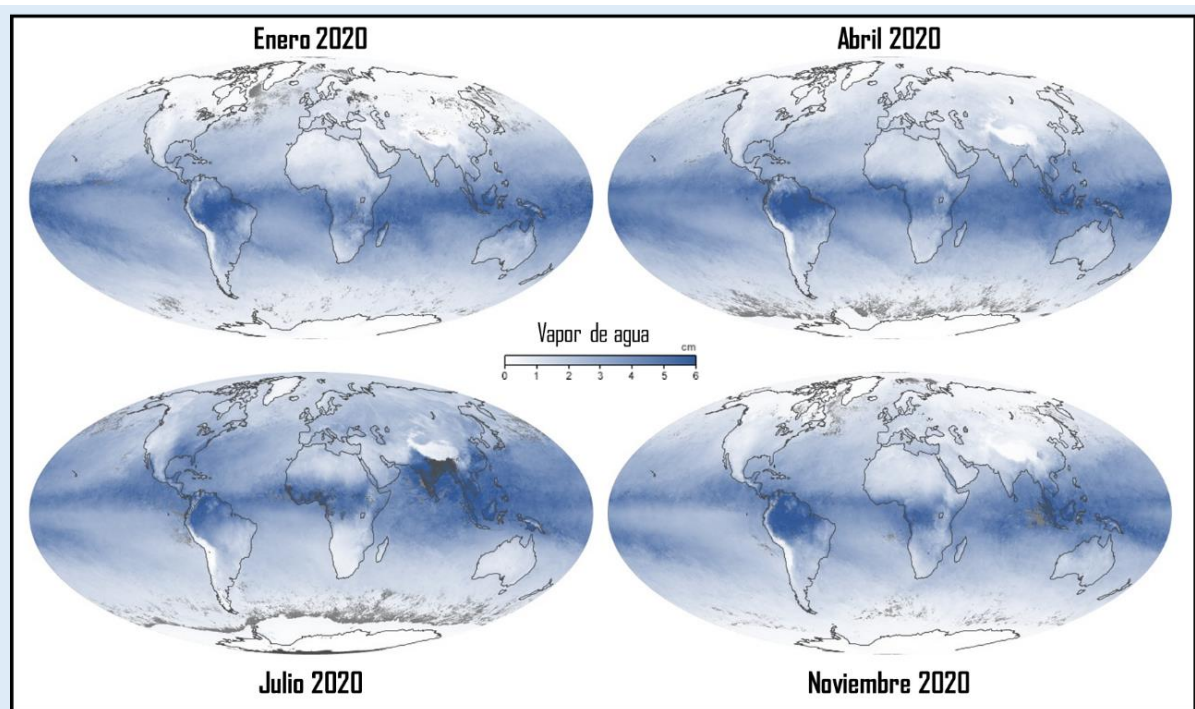 Enero 2020
Abril 2020
Vapor de agua
cm
0 1 2 3 4 5 6
Julio 2020
Noviembre 2020